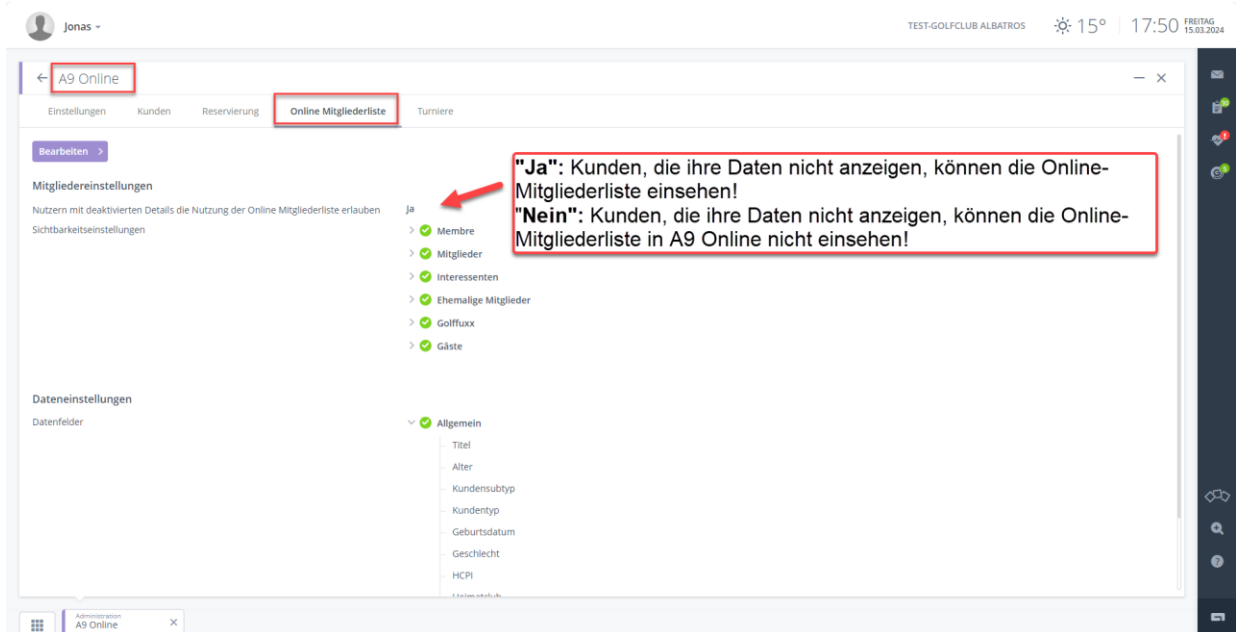 Jonas
TEST-GOLFCLUB ALBATROS
15°
17:50
FREITAG
15.03.2024
A9 Online
Einstellungen
Kunden
Reservierung
Online Mitgliederliste
Turniere
Bearbeiten
"Ja": Kunden, die ihre Daten nicht anzeigen, können die Online-
Mitgliederliste einsehen!
"Nein": Kunden, die ihre Daten nicht anzeigen, können die Online-
Mitgliederliste in A9 Online nicht einsehen!
Mitgliedereinstellungen
Nutzern mit deaktivierten Details die Nutzung der Online Mitgliederliste erlauben
Ja
Sichtbarkeitseinstellungen
Membre
Mitglieder
Interessenten
Ehemalige Mitglieder
Golffuxx
Gäste
Dateneinstellungen
Datenfelder
Allgemein
Titel
Alter
Kundensubtyp
Kundentyp
Geburtsdatum
Geschlecht
HCPI
Administration
A9 Online